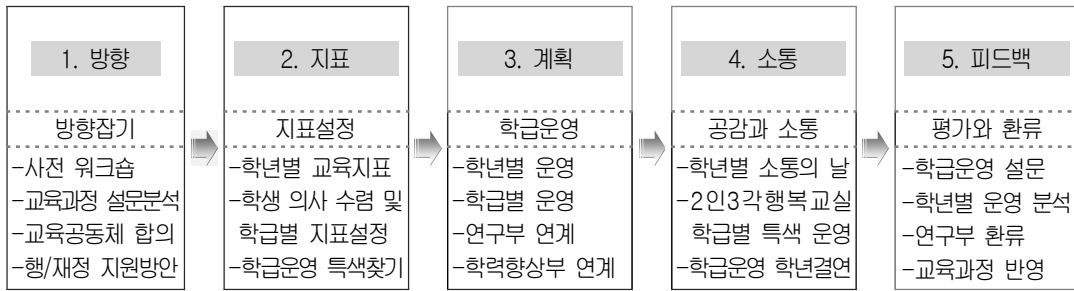 1. 방향
방향잡기
-사전 워크숍
-교육과정 설문분석
-교육공동체 합의
-행/재정 지원방안
2. 지표
지표설정
-학년별 교육지표
-학생 의사 수렴 및
학급별 지표설정
-학급운영 특색찾기
3. 계획
학급운영
-학년별 운영
-학급별 운영
-연구부 연계
-학력향상부 연계
4. 소통
공감과 소통
-학년별 소통의 날
-2인3각행복교실
학급별 특색 운영
-학급운영 학년결연
5. 피드백
평가와 환류
-학급운영 설문
-학년별 운영 분석
-연구부 환류
-교육과정 반영